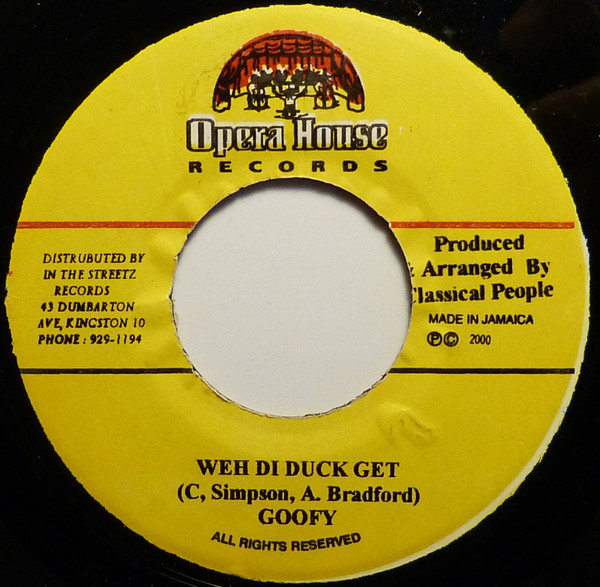 Opera House
RECORDS
DISTRUBUTED BY
IN THE STREETZ
RECORDS
43 DUMBARTON
AVE, KINGSTON 10
PHONE: 929-1194
Produced
& Arranged By
Classical People
MADE IN JAMAICA
ⓅⒸ 2000
WEH DI DUCK GET
(C, Simpson, A. Bradford)
GOOFY
ALL RIGHTS RESERVED